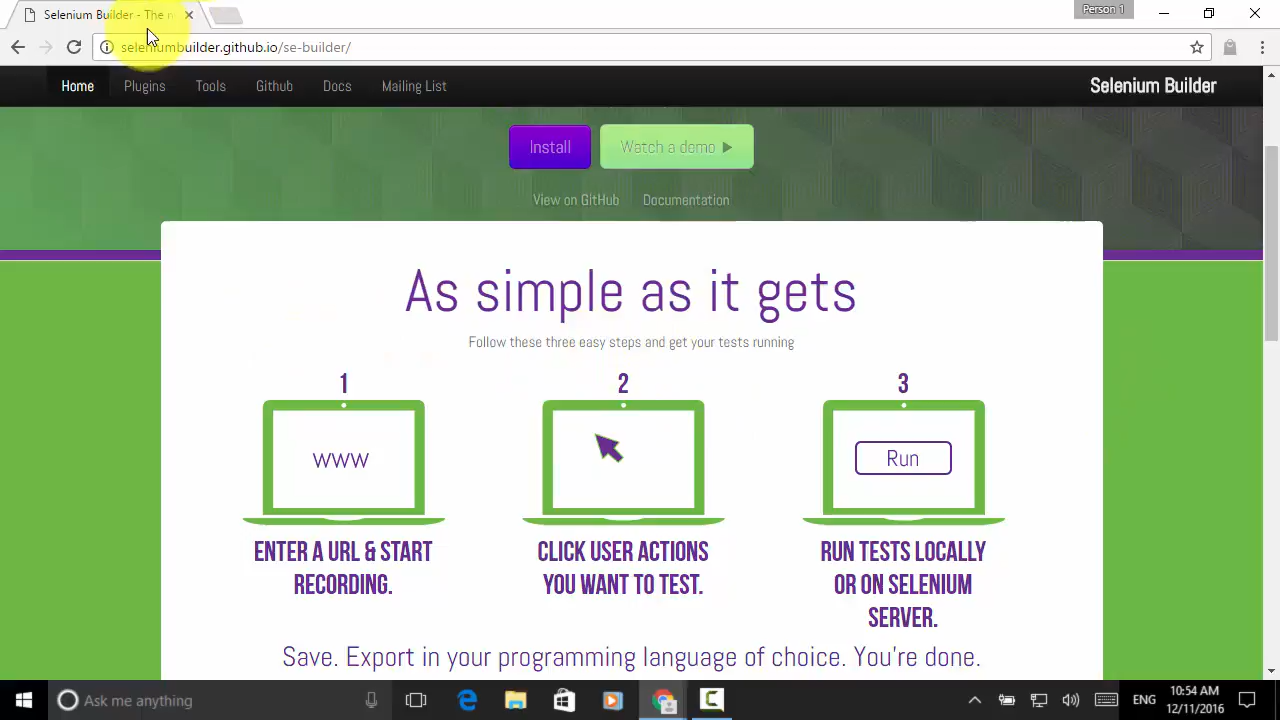 Selenium Builder - The r
Person 1
seleniumbuilder.github.io/se-builder/
Home Plugins Tools Github Docs Mailing List Selenium Builder
Install Watch a demo
View on GitHub Documentation
As simple as it gets
Follow these three easy steps and get your tests running
1 2 3
www Run
ENTER A URL & START
RECORDING.
CLICK USER ACTIONS
YOU WANT TO TEST.
RUN TESTS LOCALLY
OR ON SELENIUM
SERVER.
Save. Export in your programming language of choice. You're done.
Ask me anything
ENG
10:54 AM
12/11/2016